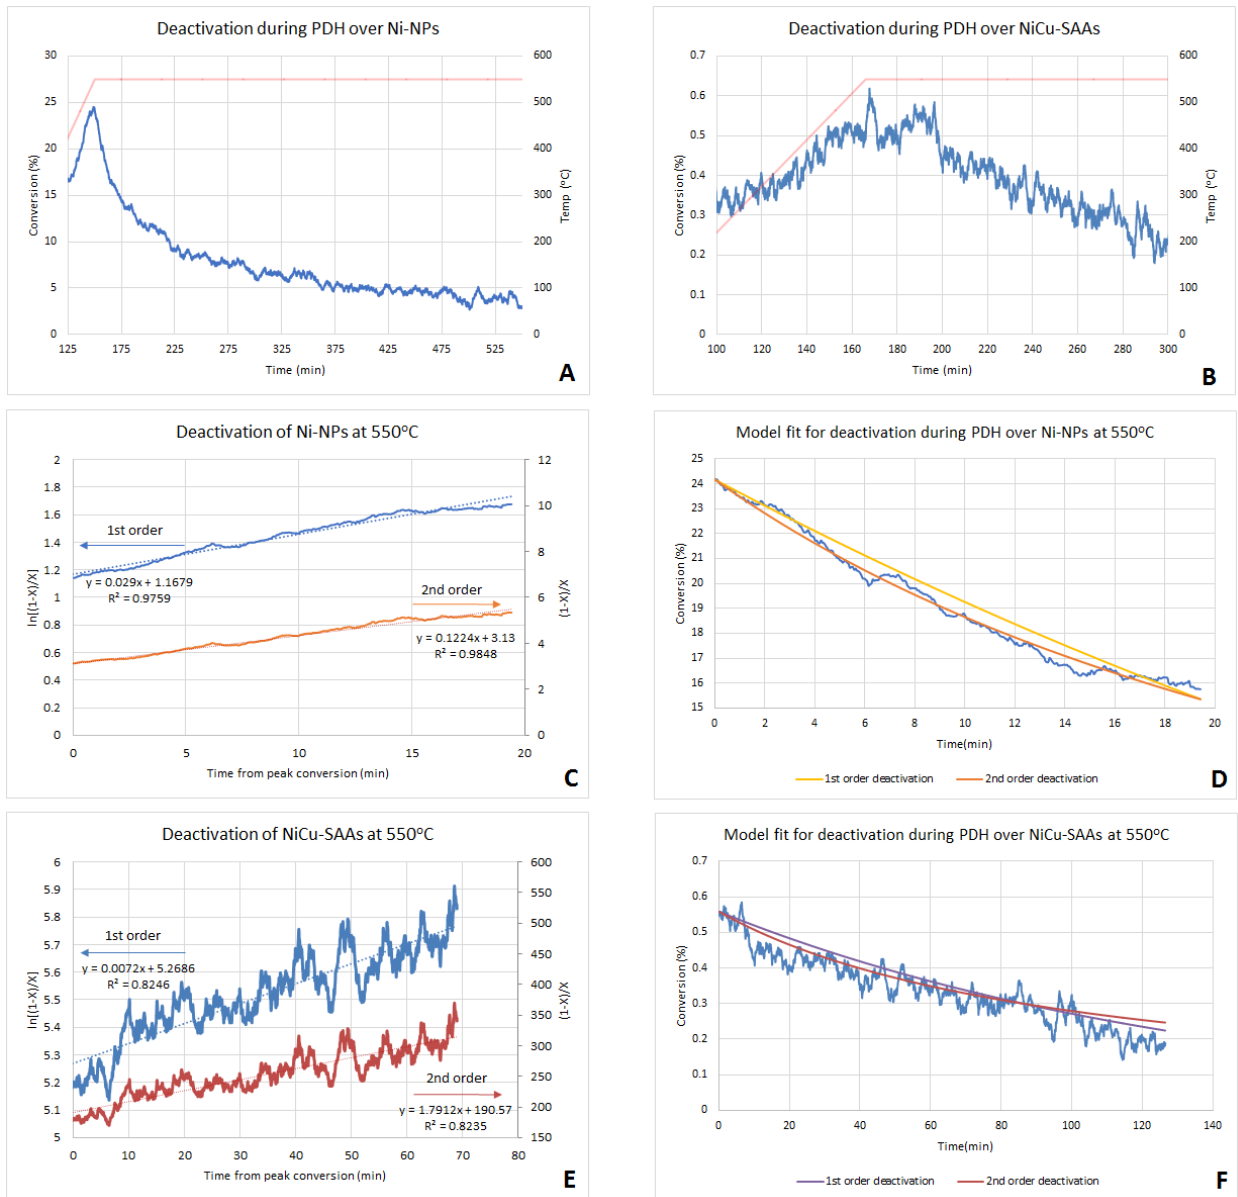 Deactivation during PDH over Ni-NPs
30
25
20
15
10
5
0
Conversion (%)
600
500
400
300
200
100
0
Temp (°C)
125 175 225 275 325 375 425 475 525
Time (min)
A
Deactivation during PDH over NiCu-SAAs
0.7
0.6
0.5
0.4
0.3
0.2
0.1
0
Conversion (%)
600
500
400
300
200
100
0
Temp (°C)
100 120 140 160 180 200 220 240 260 280 300
Time (min)
B
Deactivation of Ni-NPs at 550°C
2
1.8
1.6
1.4
1.2
1
0.8
0.6
0.4
0.2
0
ln[(1-X)/X]
12
10
8
6
4
2
0
(1-X)/X
1st order
y = 0.029x + 1.1679
R² = 0.9759
2nd order
y = 0.1224x + 3.13
R² = 0.9848
0 5 10 15 20
Time from peak conversion (min)
C
Model fit for deactivation during PDH over Ni-NPs at 550°C
25
24
23
22
21
20
19
18
17
16
15
Conversion (%)
0 2 4 6 8 10 12 14 16 18 20
Time(min)
1st order deactivation 2nd order deactivation
D
Deactivation of NiCu-SAAs at 550°C
6
5.9
5.8
5.7
5.6
5.5
5.4
5.3
5.2
5.1
5
ln[(1-X)/X]
600
550
500
450
400
350
300
250
200
150
(1-X)/X
1st order
y = 0.0072x + 5.2686
R² = 0.8246
2nd order
y = 1.7912x + 190.57
R² = 0.8235
0 10 20 30 40 50 60 70 80
Time from peak conversion (min)
E
Model fit for deactivation during PDH over NiCu-SAAs at 550°C
0.7
0.6
0.5
0.4
0.3
0.2
0.1
0
Conversion (%)
0 20 40 60 80 100 120 140
Time(min)
1st order deactivation 2nd order deactivation
F